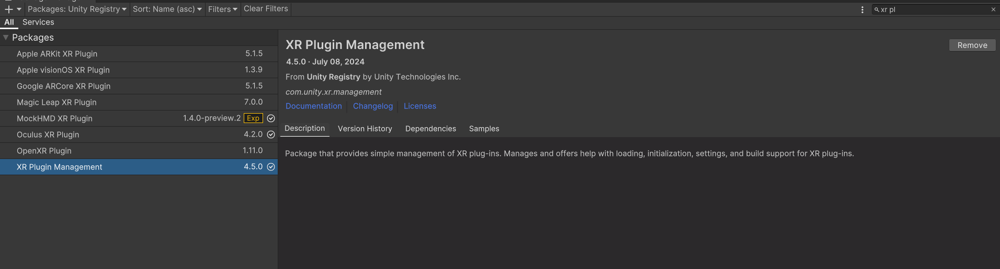 Packages: Unity Registry Sort: Name (asc) Filters Clear Filters xr pl
All Services
Packages
Apple ARKit XR Plugin 5.1.5
Apple visionOS XR Plugin 1.3.9
Google ARCore XR Plugin 5.1.5
Magic Leap XR Plugin 7.0.0
MockHMD XR Plugin 1.4.0-preview.2 Exp
Oculus XR Plugin 4.2.0
OpenXR Plugin 1.11.0
XR Plugin Management 4.5.0
XR Plugin Management
Remove
4.5.0 · July 08, 2024
From Unity Registry by Unity Technologies Inc.
com.unity.xr.management
Documentation Changelog Licenses
Description Version History Dependencies Samples
Package that provides simple management of XR plug-ins. Manages and offers help with loading, initialization, settings, and build support for XR plug-ins.